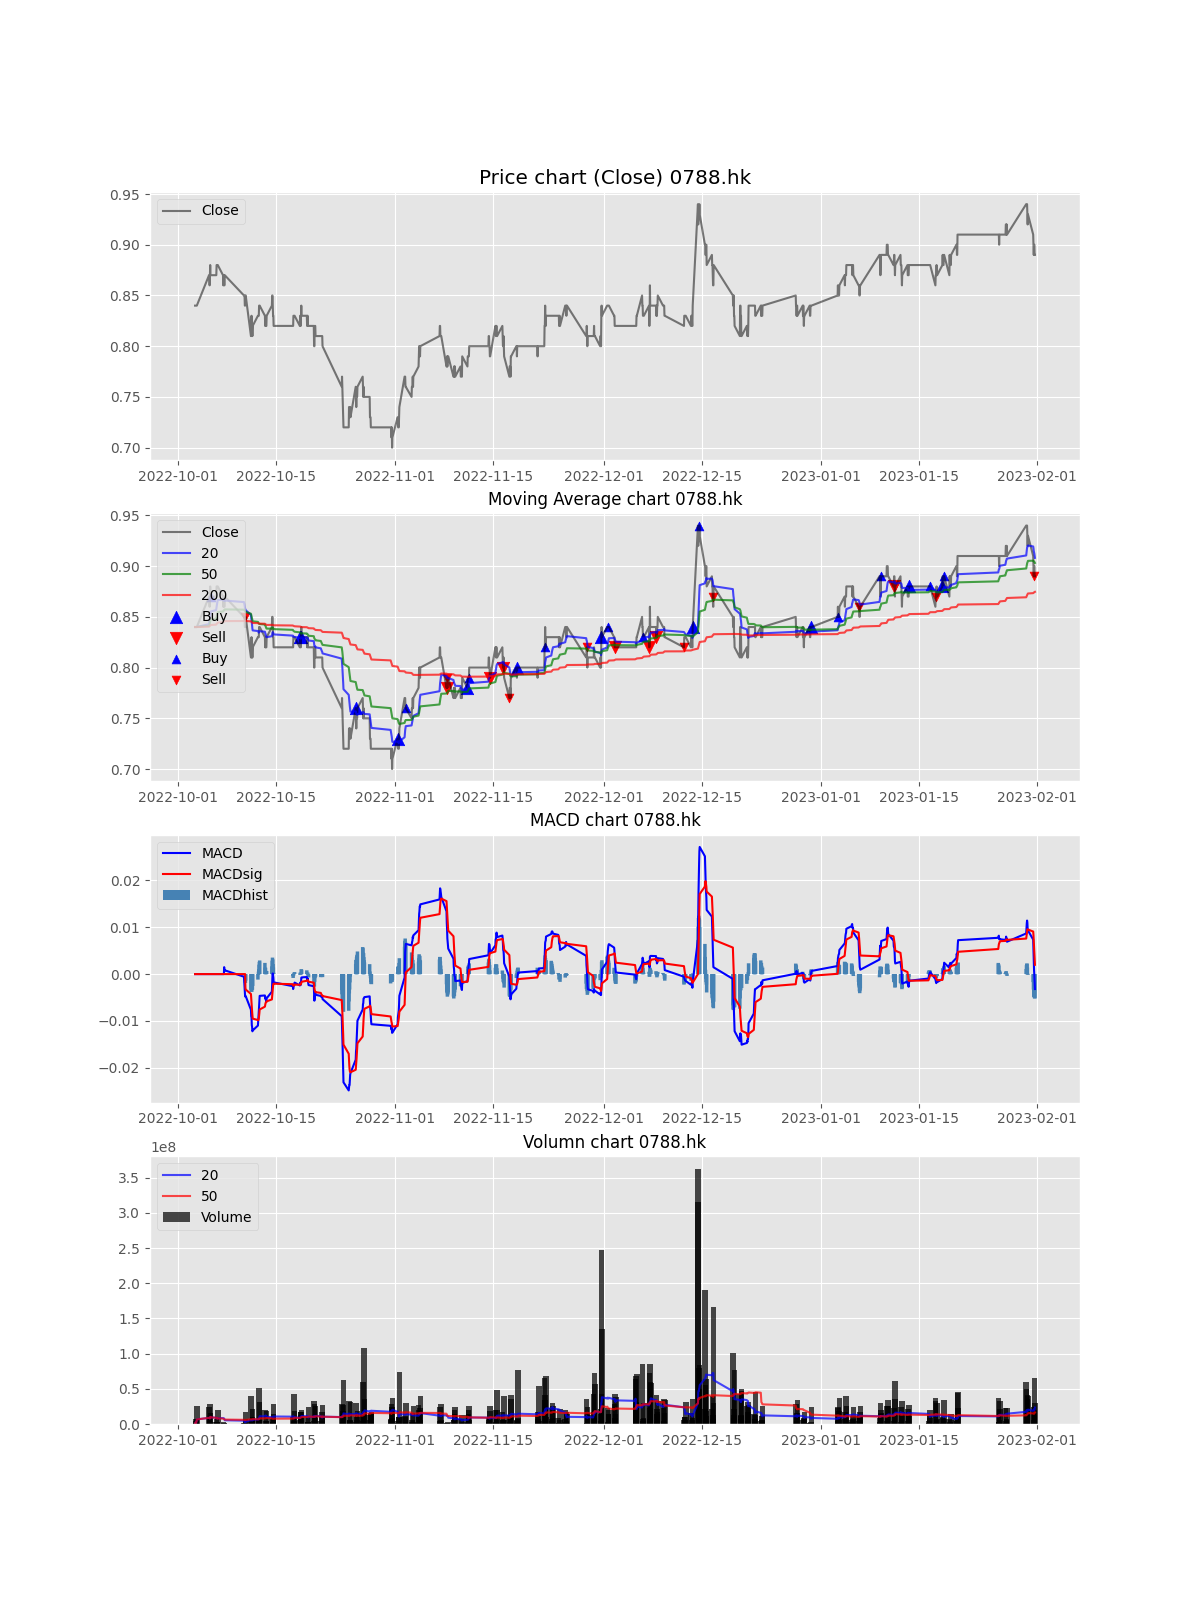 Price chart (Close) 0788.hk
0.95
Close
0.90
0.85
0.80
0.75
0.70
2022-10-01 2022-10-15 2022-11-01 2022-11-15 2022-12-01 2022-12-15 2023-01-01 2023-01-15 2023-02-01
Moving Average chart 0788.hk
0.95
Close
20
0.90
50
200
0.85
Buy
Sell
Buy
0.80
Sell
0.75
0.70
2022-10-01 2022-10-15 2022-11-01 2022-11-15 2022-12-01 2022-12-15 2023-01-01 2023-01-15 2023-02-01
MACD chart 0788.hk
MACD
MACDsig
0.02
MACDhist
0.01
0.00
−0.01
−0.02
2022-10-01 2022-10-15 2022-11-01 2022-11-15 2022-12-01 2022-12-15 2023-01-01 2023-01-15 2023-02-01
Volumn chart 0788.hk
1e8
20
3.5
50
3.0
Volume
2.5
2.0
1.5
1.0
0.5
0.0
2022-10-01 2022-10-15 2022-11-01 2022-11-15 2022-12-01 2022-12-15 2023-01-01 2023-01-15 2023-02-01